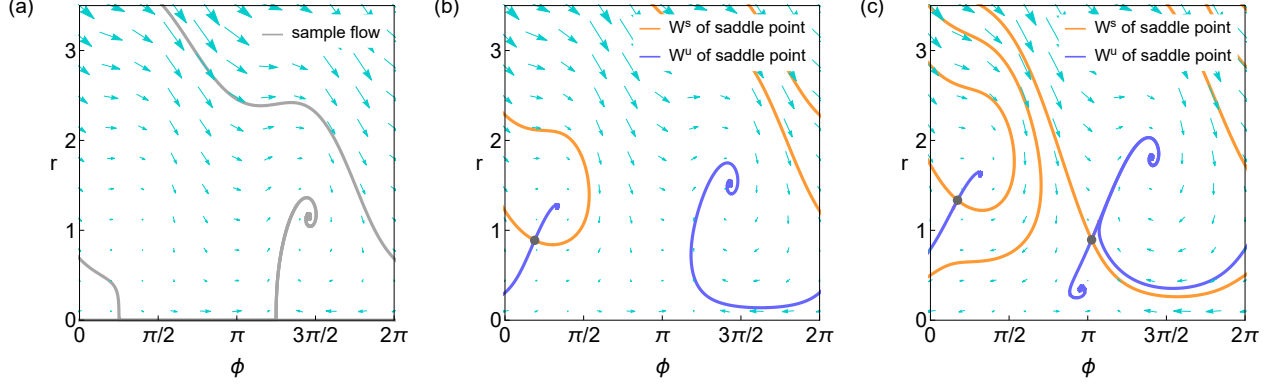 (a)
sample flow
r
3
2
1
0
0 π/2 π 3π/2 2π
ϕ
(b)
Wˢ of saddle point
Wᵘ of saddle point
3
2
1
0
0 π/2 π 3π/2 2π
ϕ
(c)
Wˢ of saddle point
Wᵘ of saddle point
r
3
2
1
0
0 π/2 π 3π/2 2π
ϕ